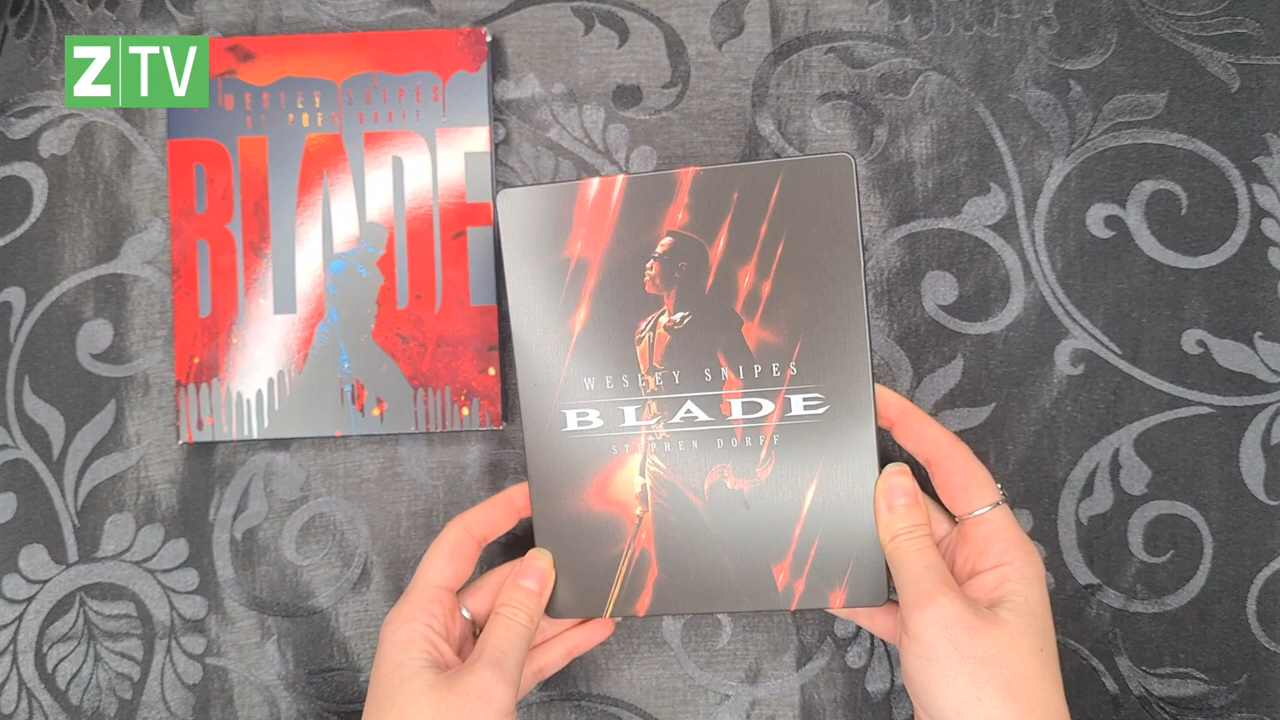 Z TV
WESLEY SNIPES
STEPHEN DORFF
BLADE
WESLEY SNIPES
BLADE
STEPHEN DORFF